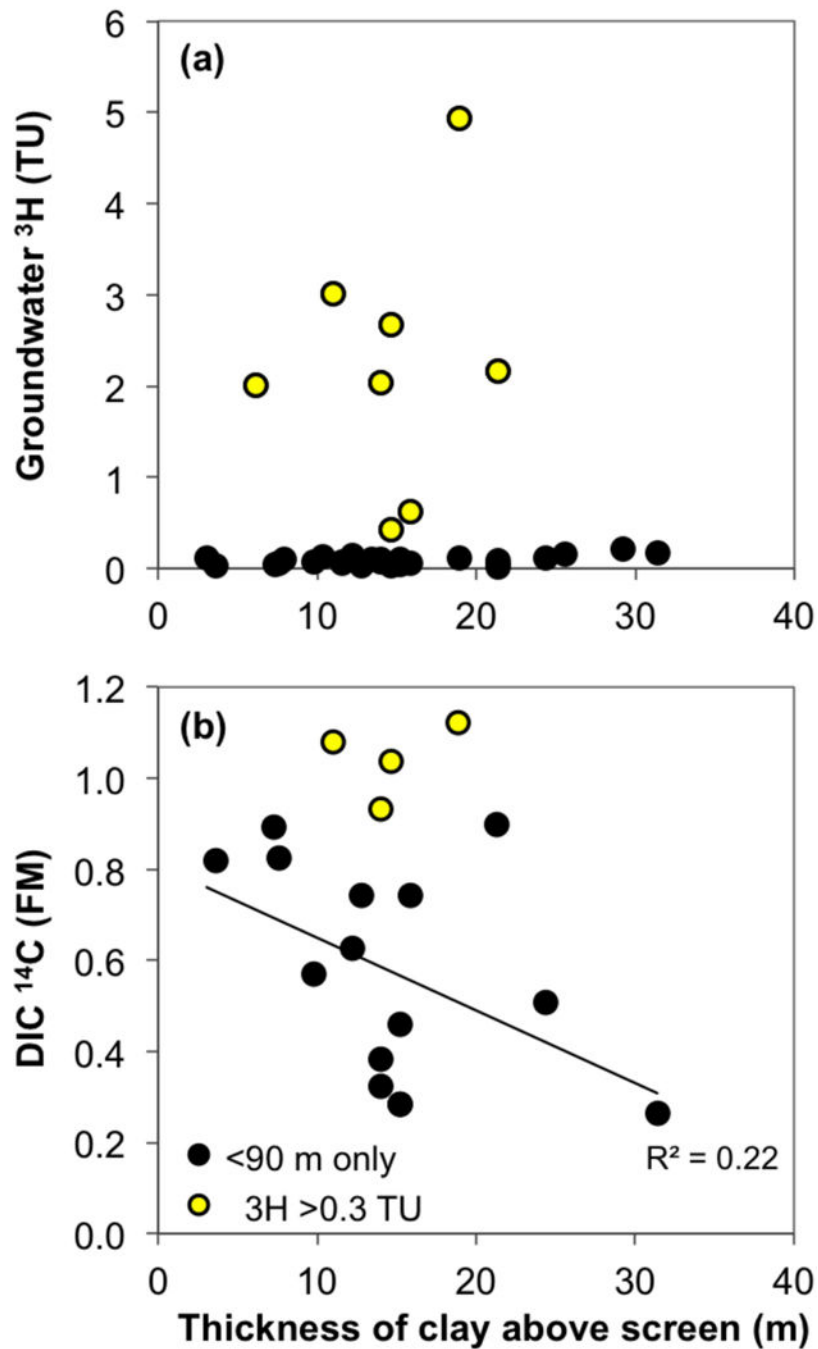 (a)
Groundwater ³H (TU)
6
5
4
3
2
1
0
0 10 20 30 40
(b)
DIC ¹⁴C (FM)
1.2
1.0
0.8
0.6
0.4
0.2
0.0
<90 m only
3H >0.3 TU
R² = 0.22
0 10 20 30 40
Thickness of clay above screen (m)